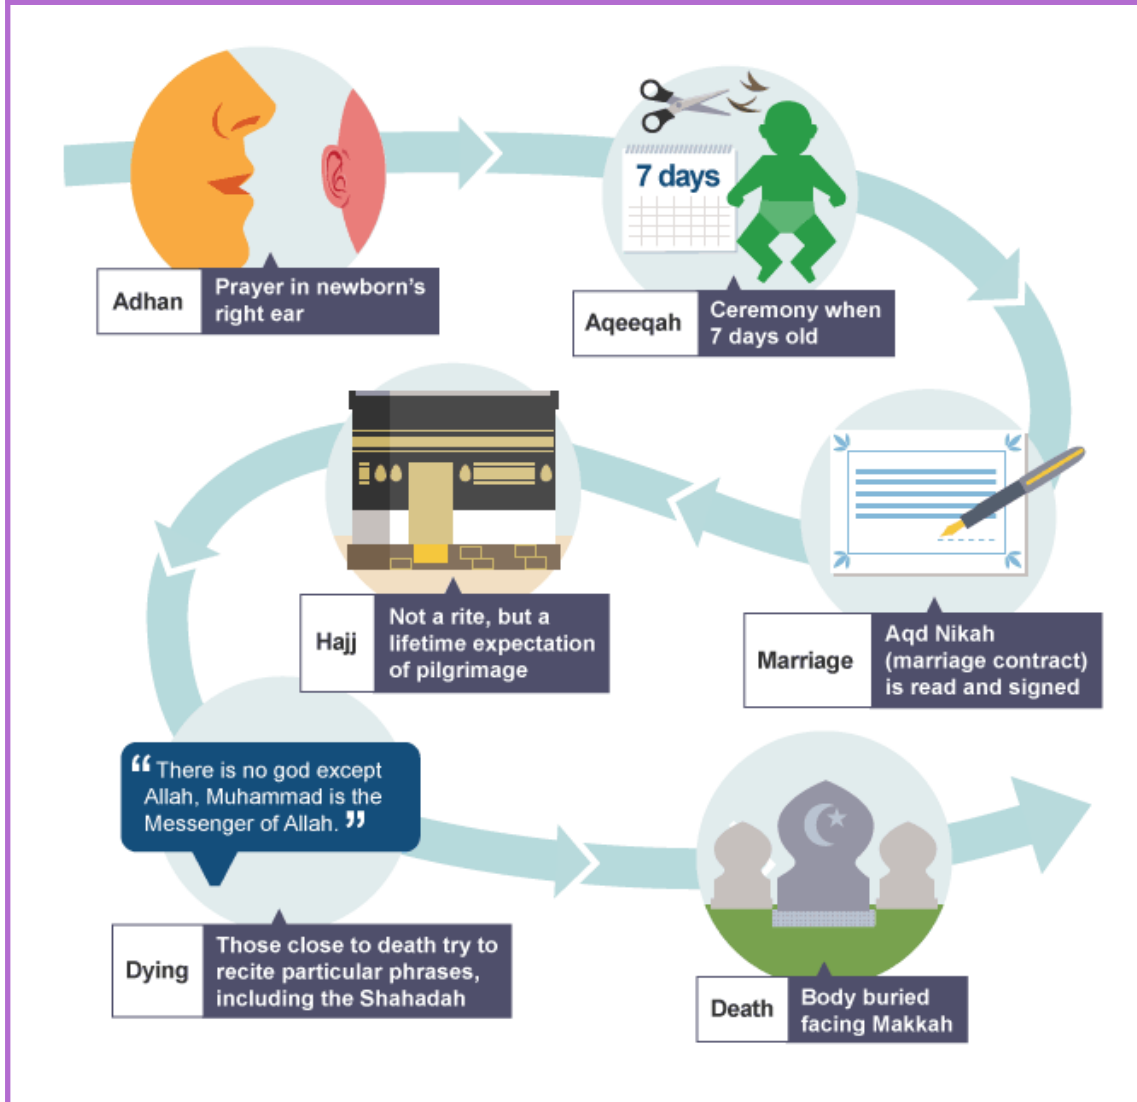 Adhan
Prayer in newborn's
right ear
7 days
Aqeeqah
Ceremony when
7 days old
Marriage
Aqd Nikah
(marriage contract)
is read and signed
Hajj
Not a rite, but a
lifetime expectation
of pilgrimage
“ There is no god except
Allah, Muhammad is the
Messenger of Allah. ”
Dying
Those close to death try to
recite particular phrases,
including the Shahadah
Death
Body buried
facing Makkah